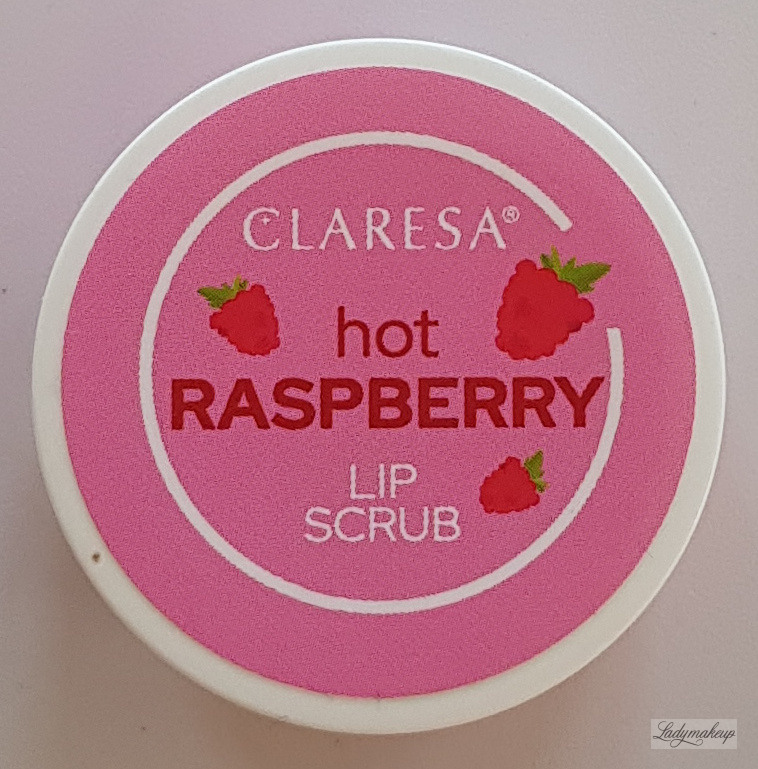 CLARESA®
hot
RASPBERRY
LIP
SCRUB
Ladymakeup